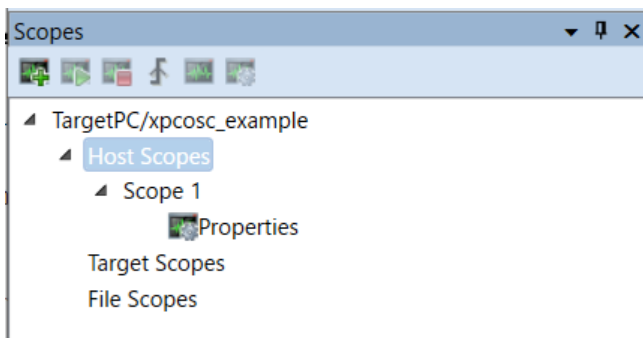 Scopes
TargetPC/xpcosc_example
Host Scopes
Scope 1
Properties
Target Scopes
File Scopes